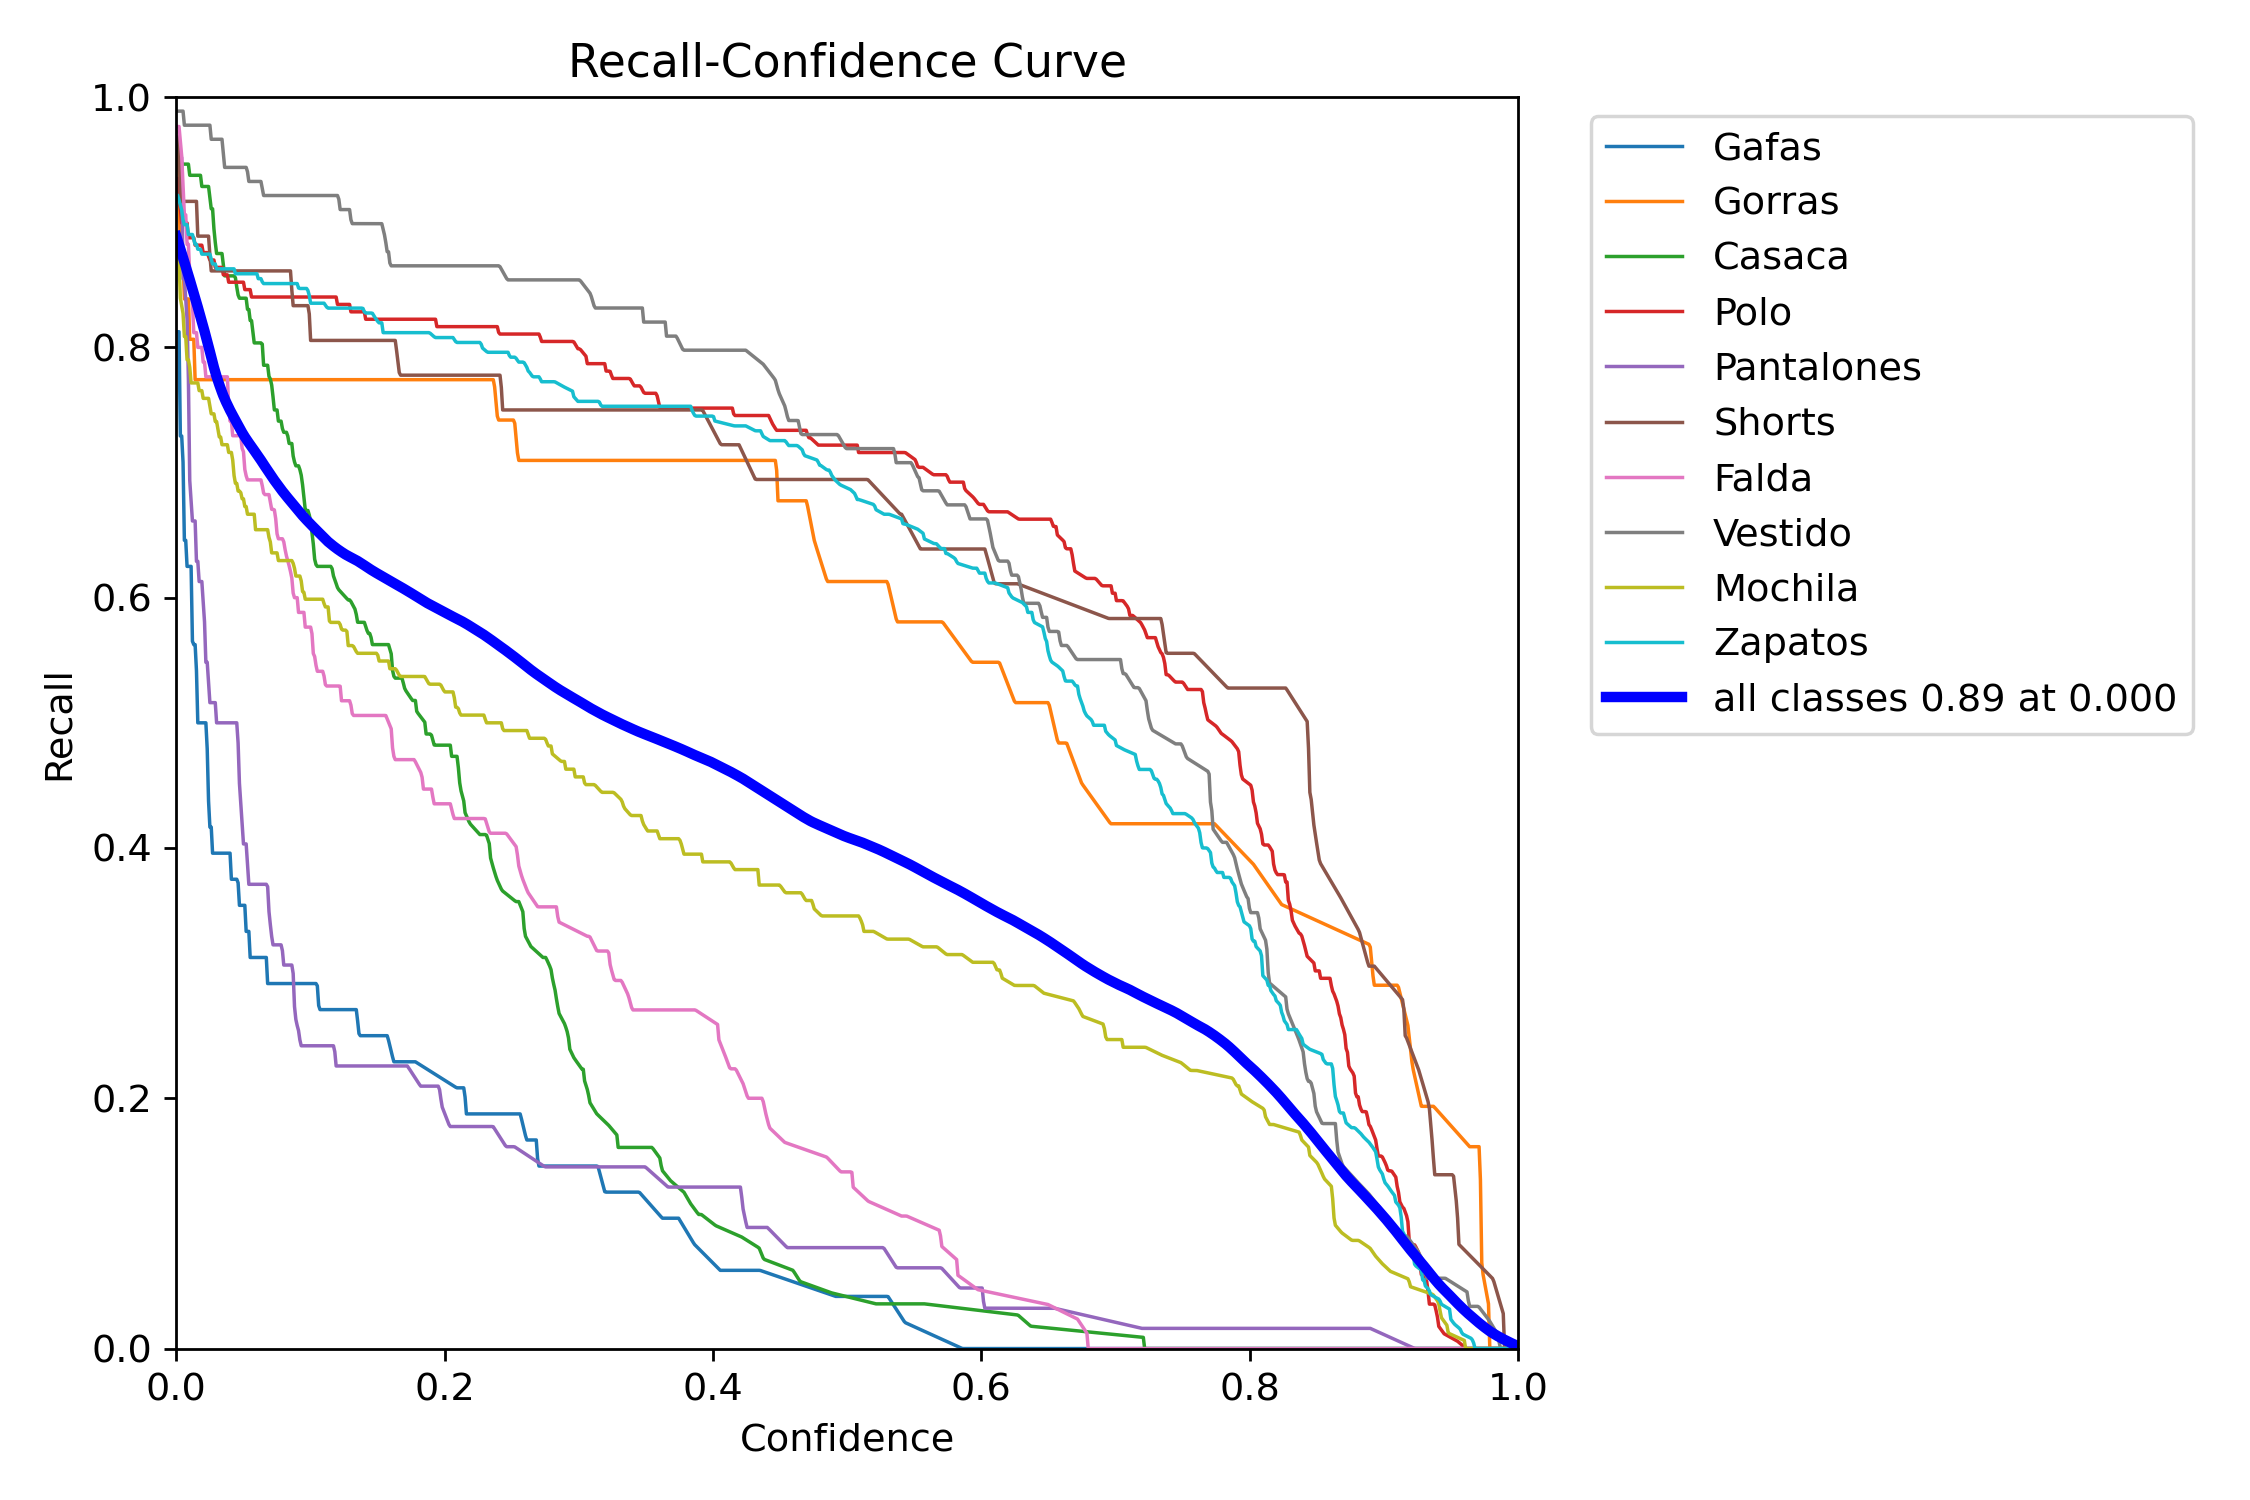 Recall-Confidence Curve
1.0
0.8
0.6
0.4
0.2
0.0
Recall
0.0 0.2 0.4 0.6 0.8 1.0
Confidence
Gafas
Gorras
Casaca
Polo
Pantalones
Shorts
Falda
Vestido
Mochila
Zapatos
all classes 0.89 at 0.000